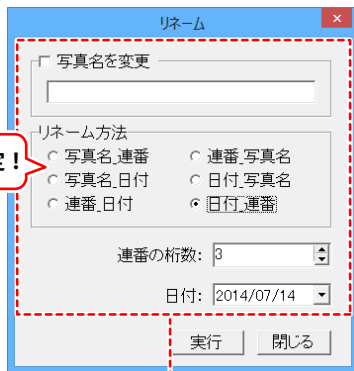 リネーム
写真名を変更
リネーム方法
写真名_連番 連番_写真名
写真名_日付 日付_写真名
連番_日付 日付_連番
！
連番の桁数: 3
日付: 2014/07/14
実行 閉じる